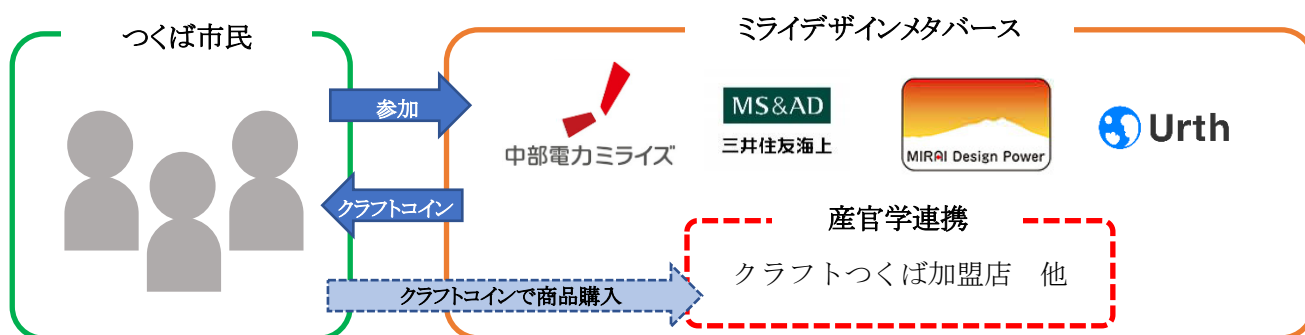 つくば市民
参加
クラフトコイン
クラフトコインで商品購入
ミライデザインメタバース
中部電力ミライズ
MS&AD
三井住友海上
MIRAI Design Power
Urth
産官学連携
クラフトつくば加盟店　他